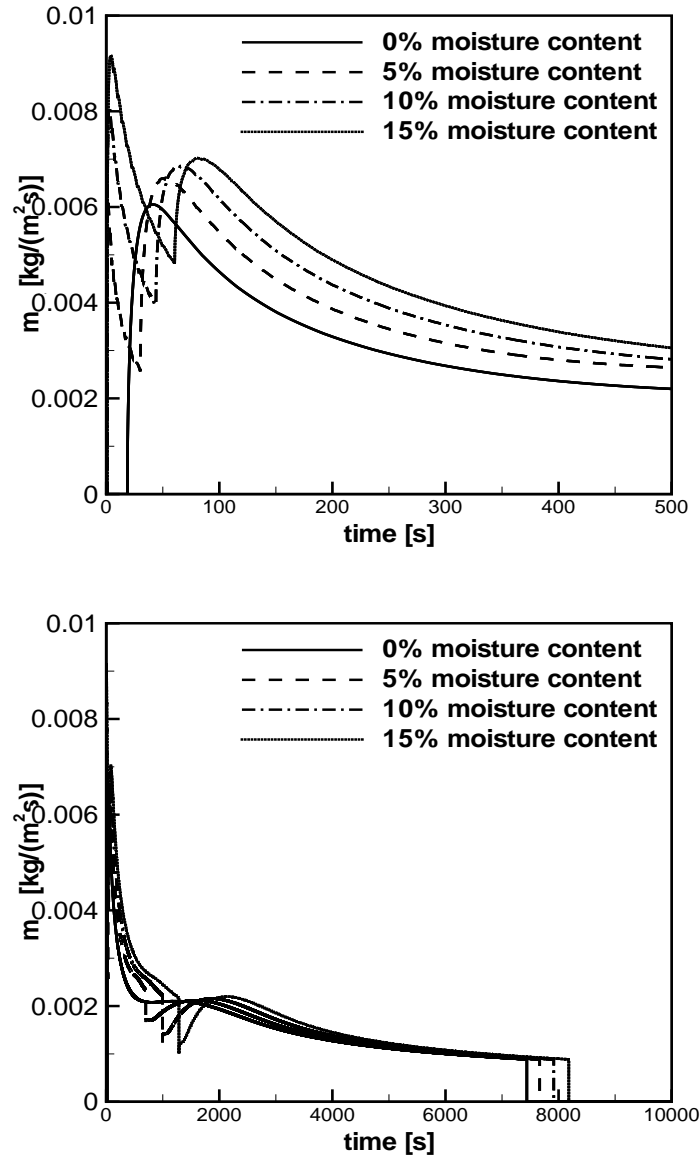 0% moisture content
5% moisture content
10% moisture content
15% moisture content
0.01
0.008
0.006
0.004
0.002
0
m [kg/(m²s)]
0 100 200 300 400 500
time [s]
0% moisture content
5% moisture content
10% moisture content
15% moisture content
0.01
0.008
0.006
0.004
0.002
0
m [kg/(m²s)]
0 2000 4000 6000 8000 10000
time [s]